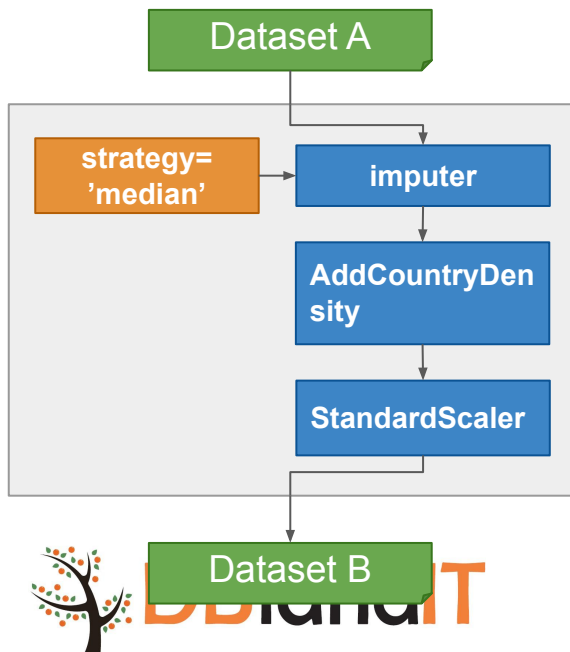 Dataset A
strategy=
’median’
imputer
AddCountryDen
sity
StandardScaler
Dataset B